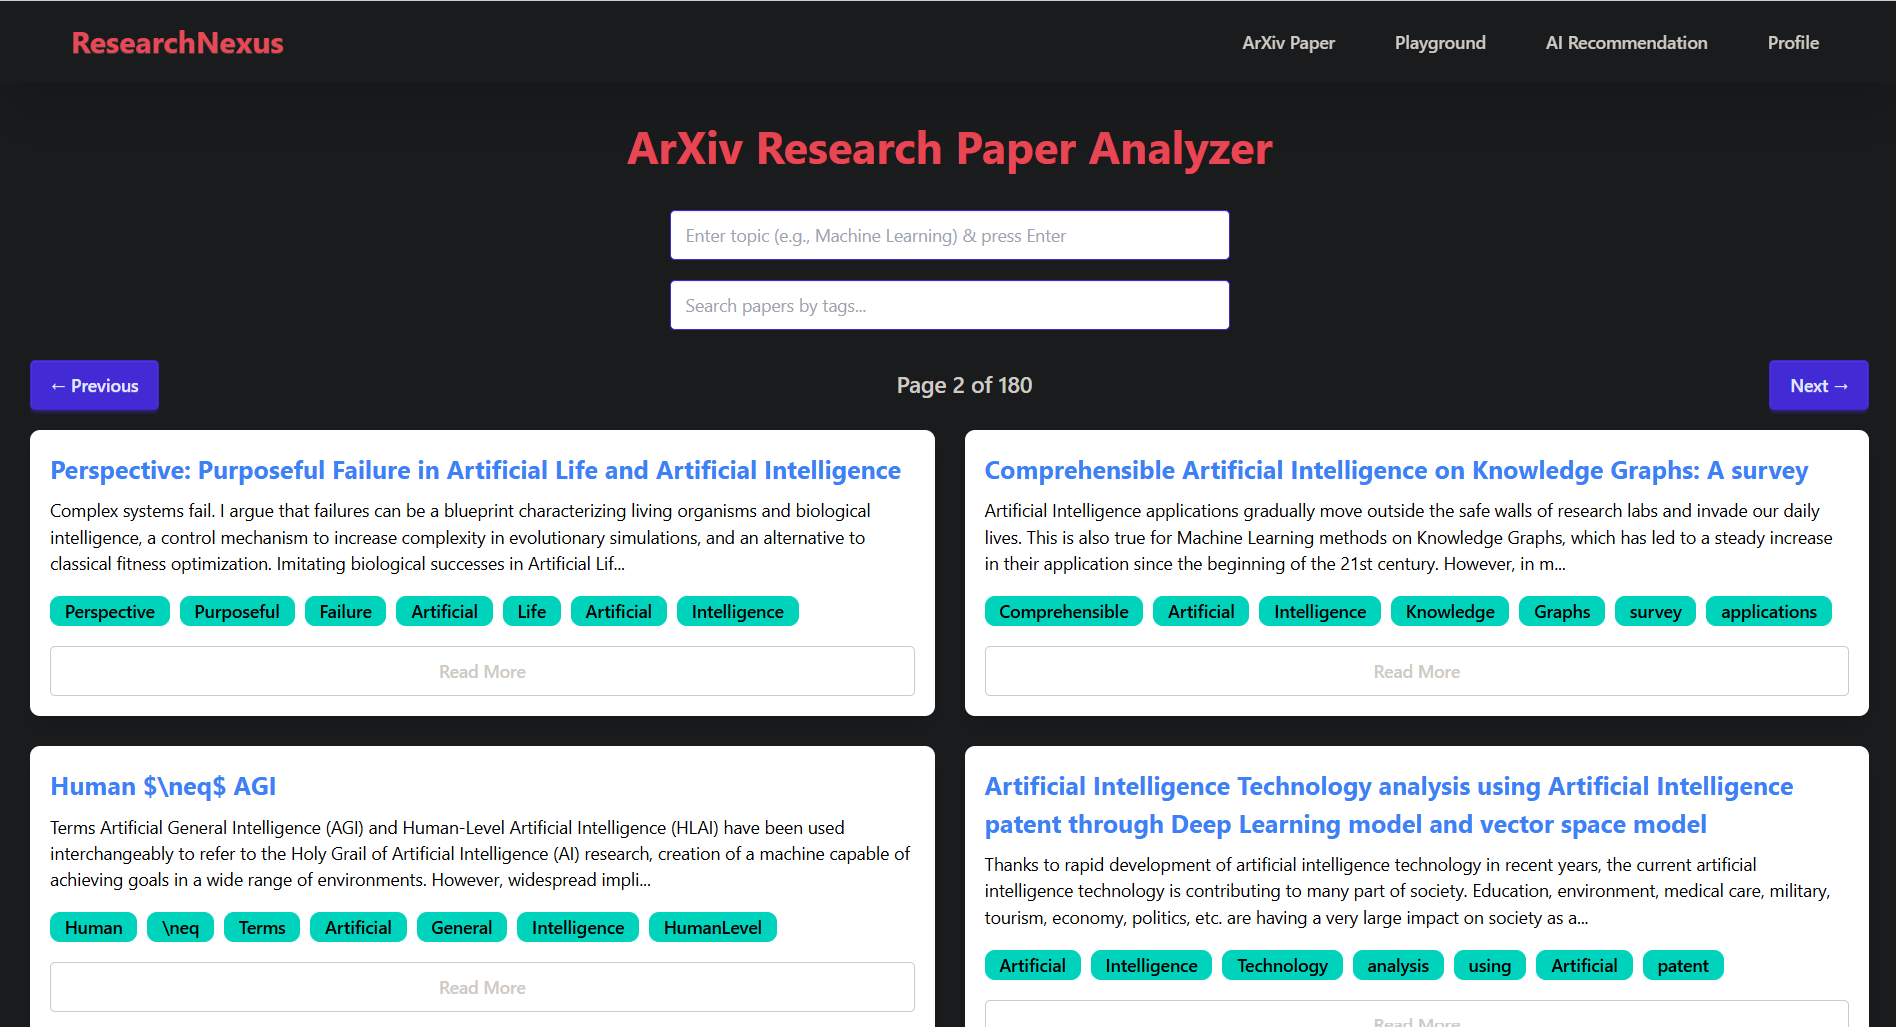 ResearchNexus
ArXiv Paper
Playground
AI Recommendation
Profile
ArXiv Research Paper Analyzer
Enter topic (e.g., Machine Learning) & press Enter
Search papers by tags...
← Previous
Page 2 of 180
Next →
Perspective: Purposeful Failure in Artificial Life and Artificial Intelligence
Complex systems fail. I argue that failures can be a blueprint characterizing living organisms and biological
intelligence, a control mechanism to increase complexity in evolutionary simulations, and an alternative to
classical fitness optimization. Imitating biological successes in Artificial Lif...
Perspective Purposeful Failure Artificial Life Artificial Intelligence
Read More
Comprehensible Artificial Intelligence on Knowledge Graphs: A survey
Artificial Intelligence applications gradually move outside the safe walls of research labs and invade our daily
lives. This is also true for Machine Learning methods on Knowledge Graphs, which has led to a steady increase
in their application since the beginning of the 21st century. However, in m...
Comprehensible Artificial Intelligence Knowledge Graphs survey applications
Read More
Human $\neq$ AGI
Terms Artificial General Intelligence (AGI) and Human-Level Artificial Intelligence (HLAI) have been used
interchangeably to refer to the Holy Grail of Artificial Intelligence (AI) research, creation of a machine capable of
achieving goals in a wide range of environments. However, widespread impli...
Human \neq Terms Artificial General Intelligence HumanLevel
Read More
Artificial Intelligence Technology analysis using Artificial Intelligence
patent through Deep Learning model and vector space model
Thanks to rapid development of artificial intelligence technology in recent years, the current artificial
intelligence technology is contributing to many part of society. Education, environment, medical care, military,
tourism, economy, politics, etc. are having a very large impact on society as a...
Artificial Intelligence Technology analysis using Artificial patent
Read More